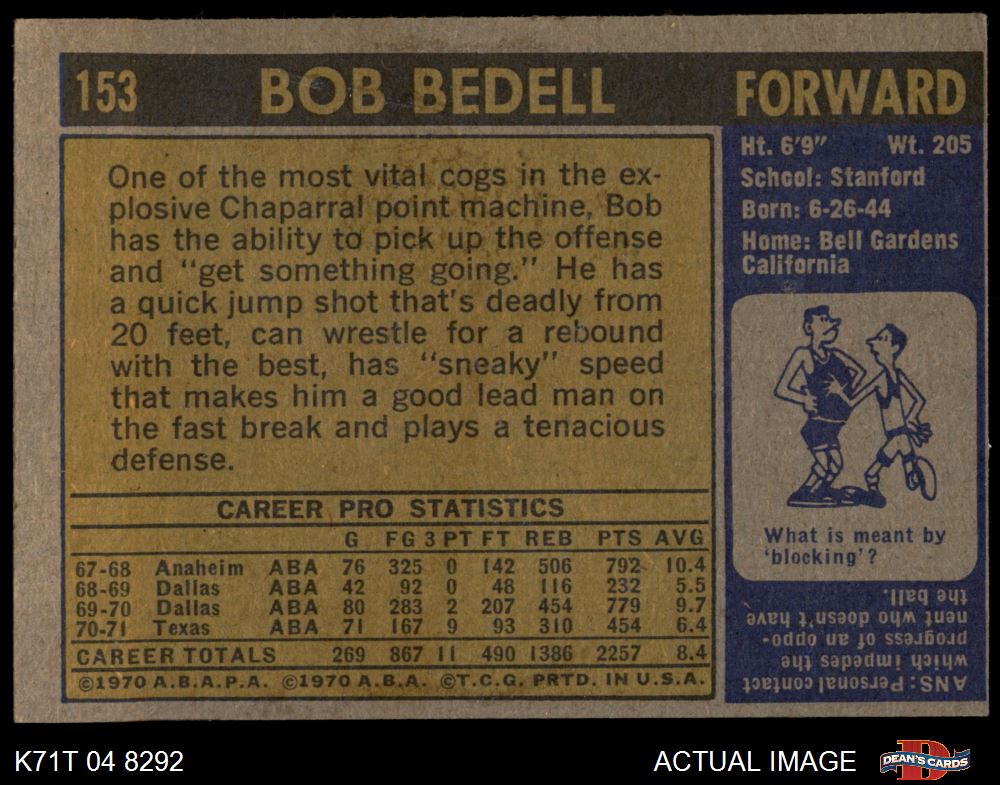 153 BOB BEDELL FORWARD
One of the most vital cogs in the ex-
plosive Chaparral point machine, Bob
has the ability to pick up the offense
and "get something going." He has
a quick jump shot that's deadly from
20 feet, can wrestle for a rebound
with the best, has "sneaky" speed
that makes him a good lead man on
the fast break and plays a tenacious
defense.
CAREER PRO STATISTICS
G FG 3 PT FT REB PTS AVG
67-68 Anaheim ABA 76 325 0 142 506 792 10.4
68-69 Dallas ABA 42 92 0 48 116 232 5.5
69-70 Dallas ABA 80 283 2 207 454 779 9.7
70-71 Texas ABA 71 167 9 93 310 454 6.4
CAREER TOTALS 269 867 11 490 1386 2257 8.4
©1970 A.B.A.P.A. ©1970 A.B.A. ©T.C.G. PRTD. IN U.S.A.
Ht. 6'9" Wt. 205
School: Stanford
Born: 6-26-44
Home: Bell Gardens
California
What is meant by
'blocking'?
ANS: Personal contact
which impedes the
progress of an oppo-
nent who doesn't have
the ball.
K71T 04 8292 ACTUAL IMAGE D DEAN'S CARDS